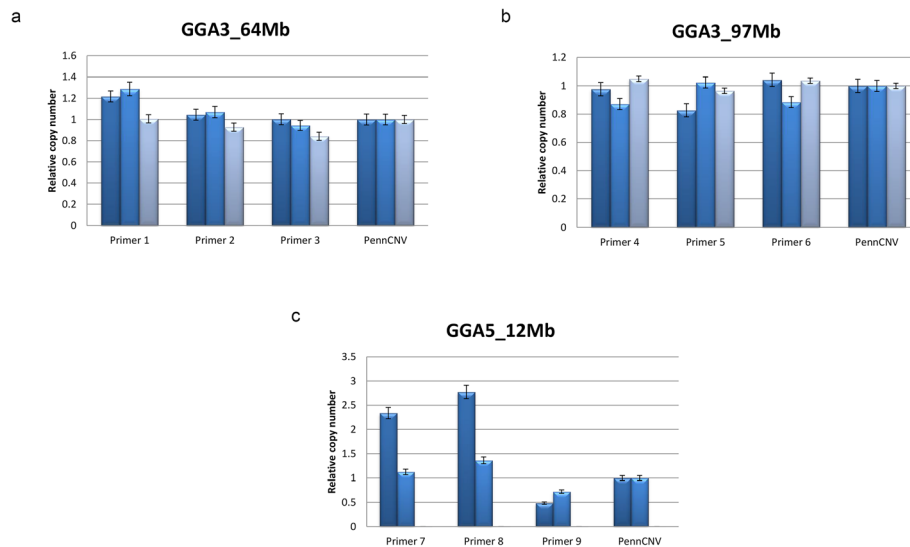 a
GGA3_64Mb
Relative copy number
1.6
1.4
1.2
1
0.8
0.6
0.4
0.2
0
Primer 1 Primer 2 Primer 3 PennCNV
b
GGA3_97Mb
Relative copy number
1.2
1
0.8
0.6
0.4
0.2
0
Primer 4 Primer 5 Primer 6 PennCNV
c
GGA5_12Mb
Relative copy number
3.5
3
2.5
2
1.5
1
0.5
0
Primer 7 Primer 8 Primer 9 PennCNV